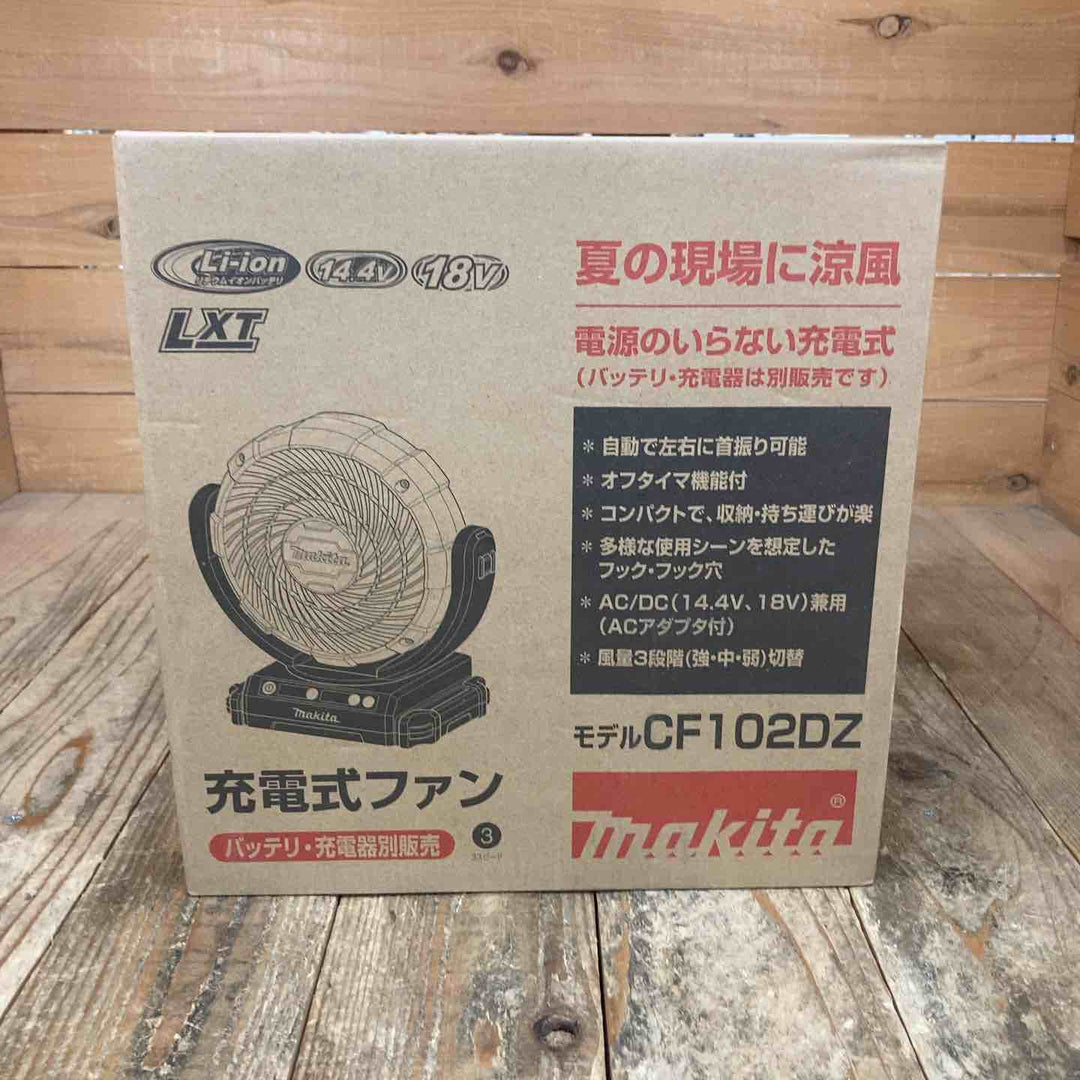 Li-ion
リチウムイオンバッテリ
14.4V
18V
LXT
夏の現場に涼風
電源のいらない充電式
(バッテリ・充電器は別販売です)
* 自動で左右に首振り可能
* オフタイマ機能付
* コンパクトで、収納・持ち運びが楽
* 多様な使用シーンを想定した
フック・フック穴
* AC/DC(14.4V、18V)兼用
(ACアダプタ付)
* 風量3段階(強・中・弱)切替
makita
makita
モデルCF102DZ
充電式ファン
バッテリ・充電器別販売
3
makita®